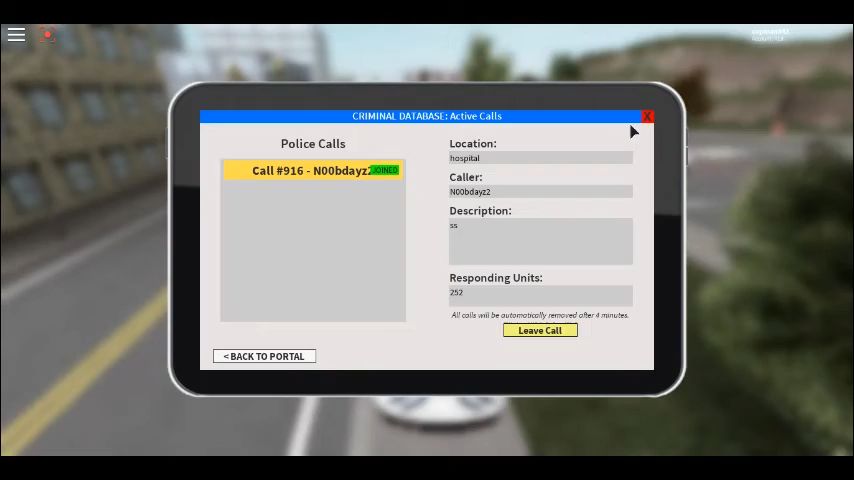 CRIMINAL DATABASE: Active Calls
X
Police Calls
Call #916 - N00bdayz2
JOINED
Location:
hospital
Caller:
N00bdayz2
Description:
ss
Responding Units:
252
All calls will be automatically removed after 4 minutes.
Leave Call
< BACK TO PORTAL